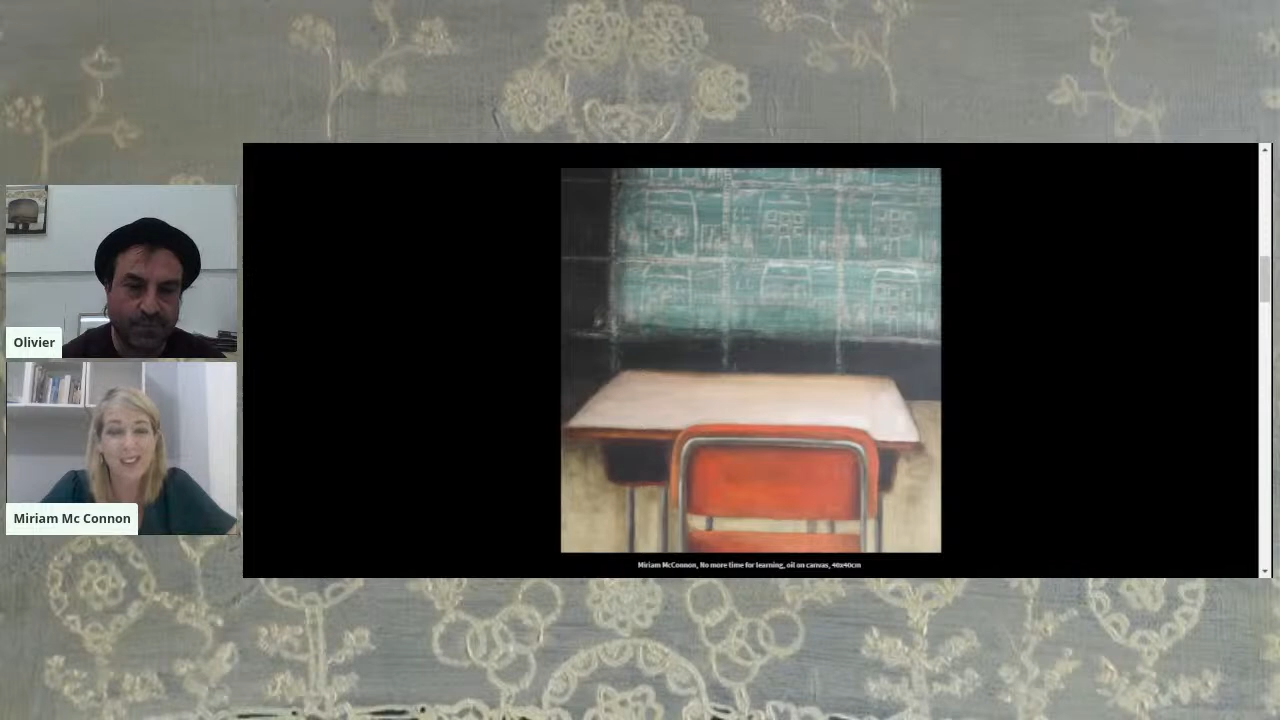 Olivier
Miriam Mc Connon
Miriam McConnon, No more time for learning, oil on canvas, 40x40cm